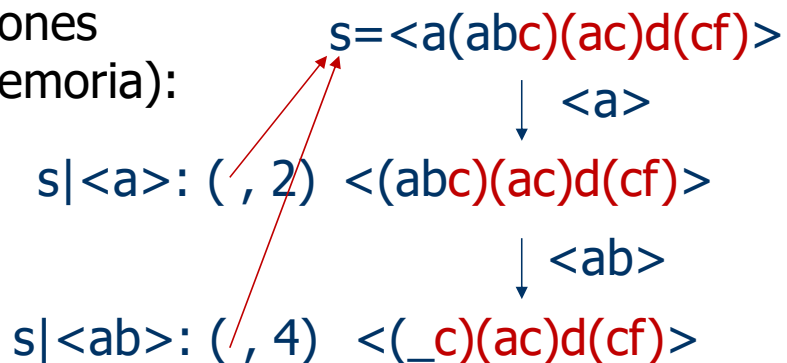 ones
s=<a(abc)(ac)d(cf)>
emoria):
<a>
s|<a>: ( , 2) <(abc)(ac)d(cf)>
<ab>
s|<ab>: ( , 4) <(_c)(ac)d(cf)>